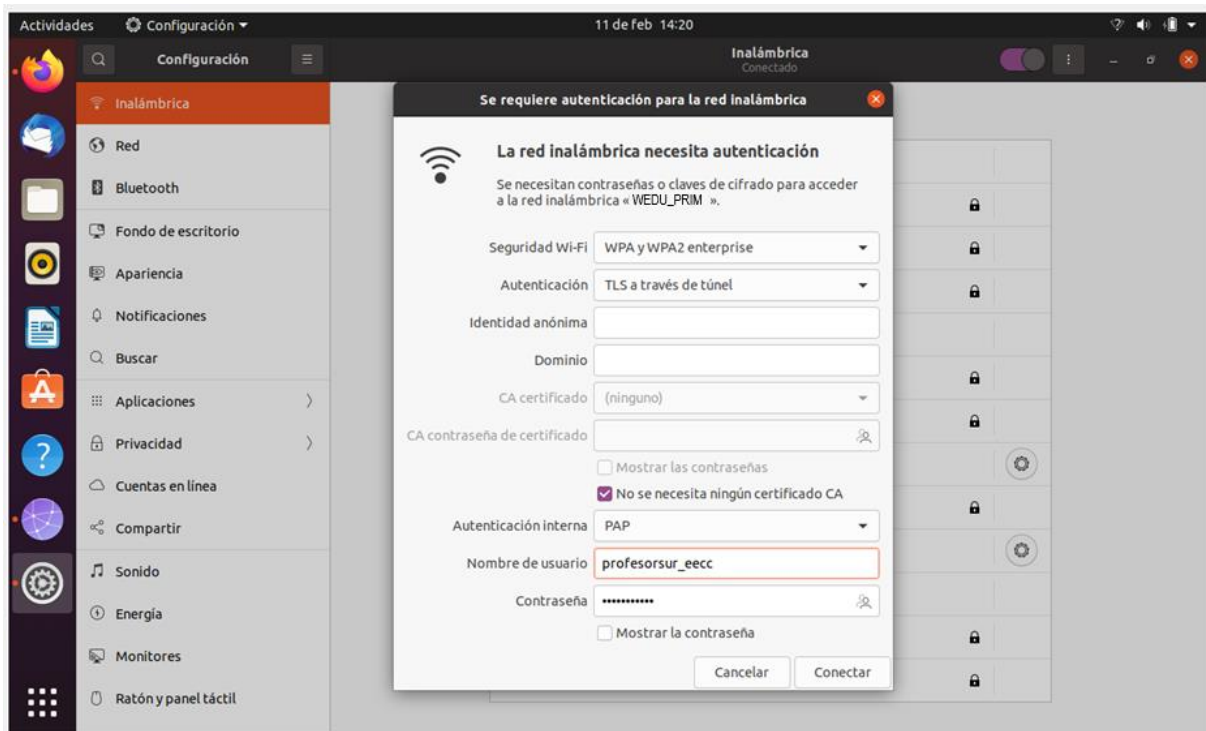 Actividades Configuración 11 de feb 14:20
Configuración Inalámbrica
Conectado
Inalámbrica
Red
Bluetooth
Fondo de escritorio
Apariencia
Notificaciones
Buscar
Aplicaciones
Privacidad
Cuentas en línea
Compartir
Sonido
Energía
Monitores
Ratón y panel táctil
Se requiere autenticación para la red inalámbrica
La red inalámbrica necesita autenticación
Se necesitan contraseñas o claves de cifrado para acceder
a la red inalámbrica « WEDU_PRIM ».
Seguridad Wi-Fi WPA y WPA2 enterprise
Autenticación TLS a través de túnel
Identidad anónima
Dominio
CA certificado (ninguno)
CA contraseña de certificado
Mostrar las contraseñas
No se necesita ningún certificado CA
Autenticación interna PAP
Nombre de usuario profesorsur_eecc
Contraseña •••••••••••
Mostrar la contraseña
Cancelar Conectar